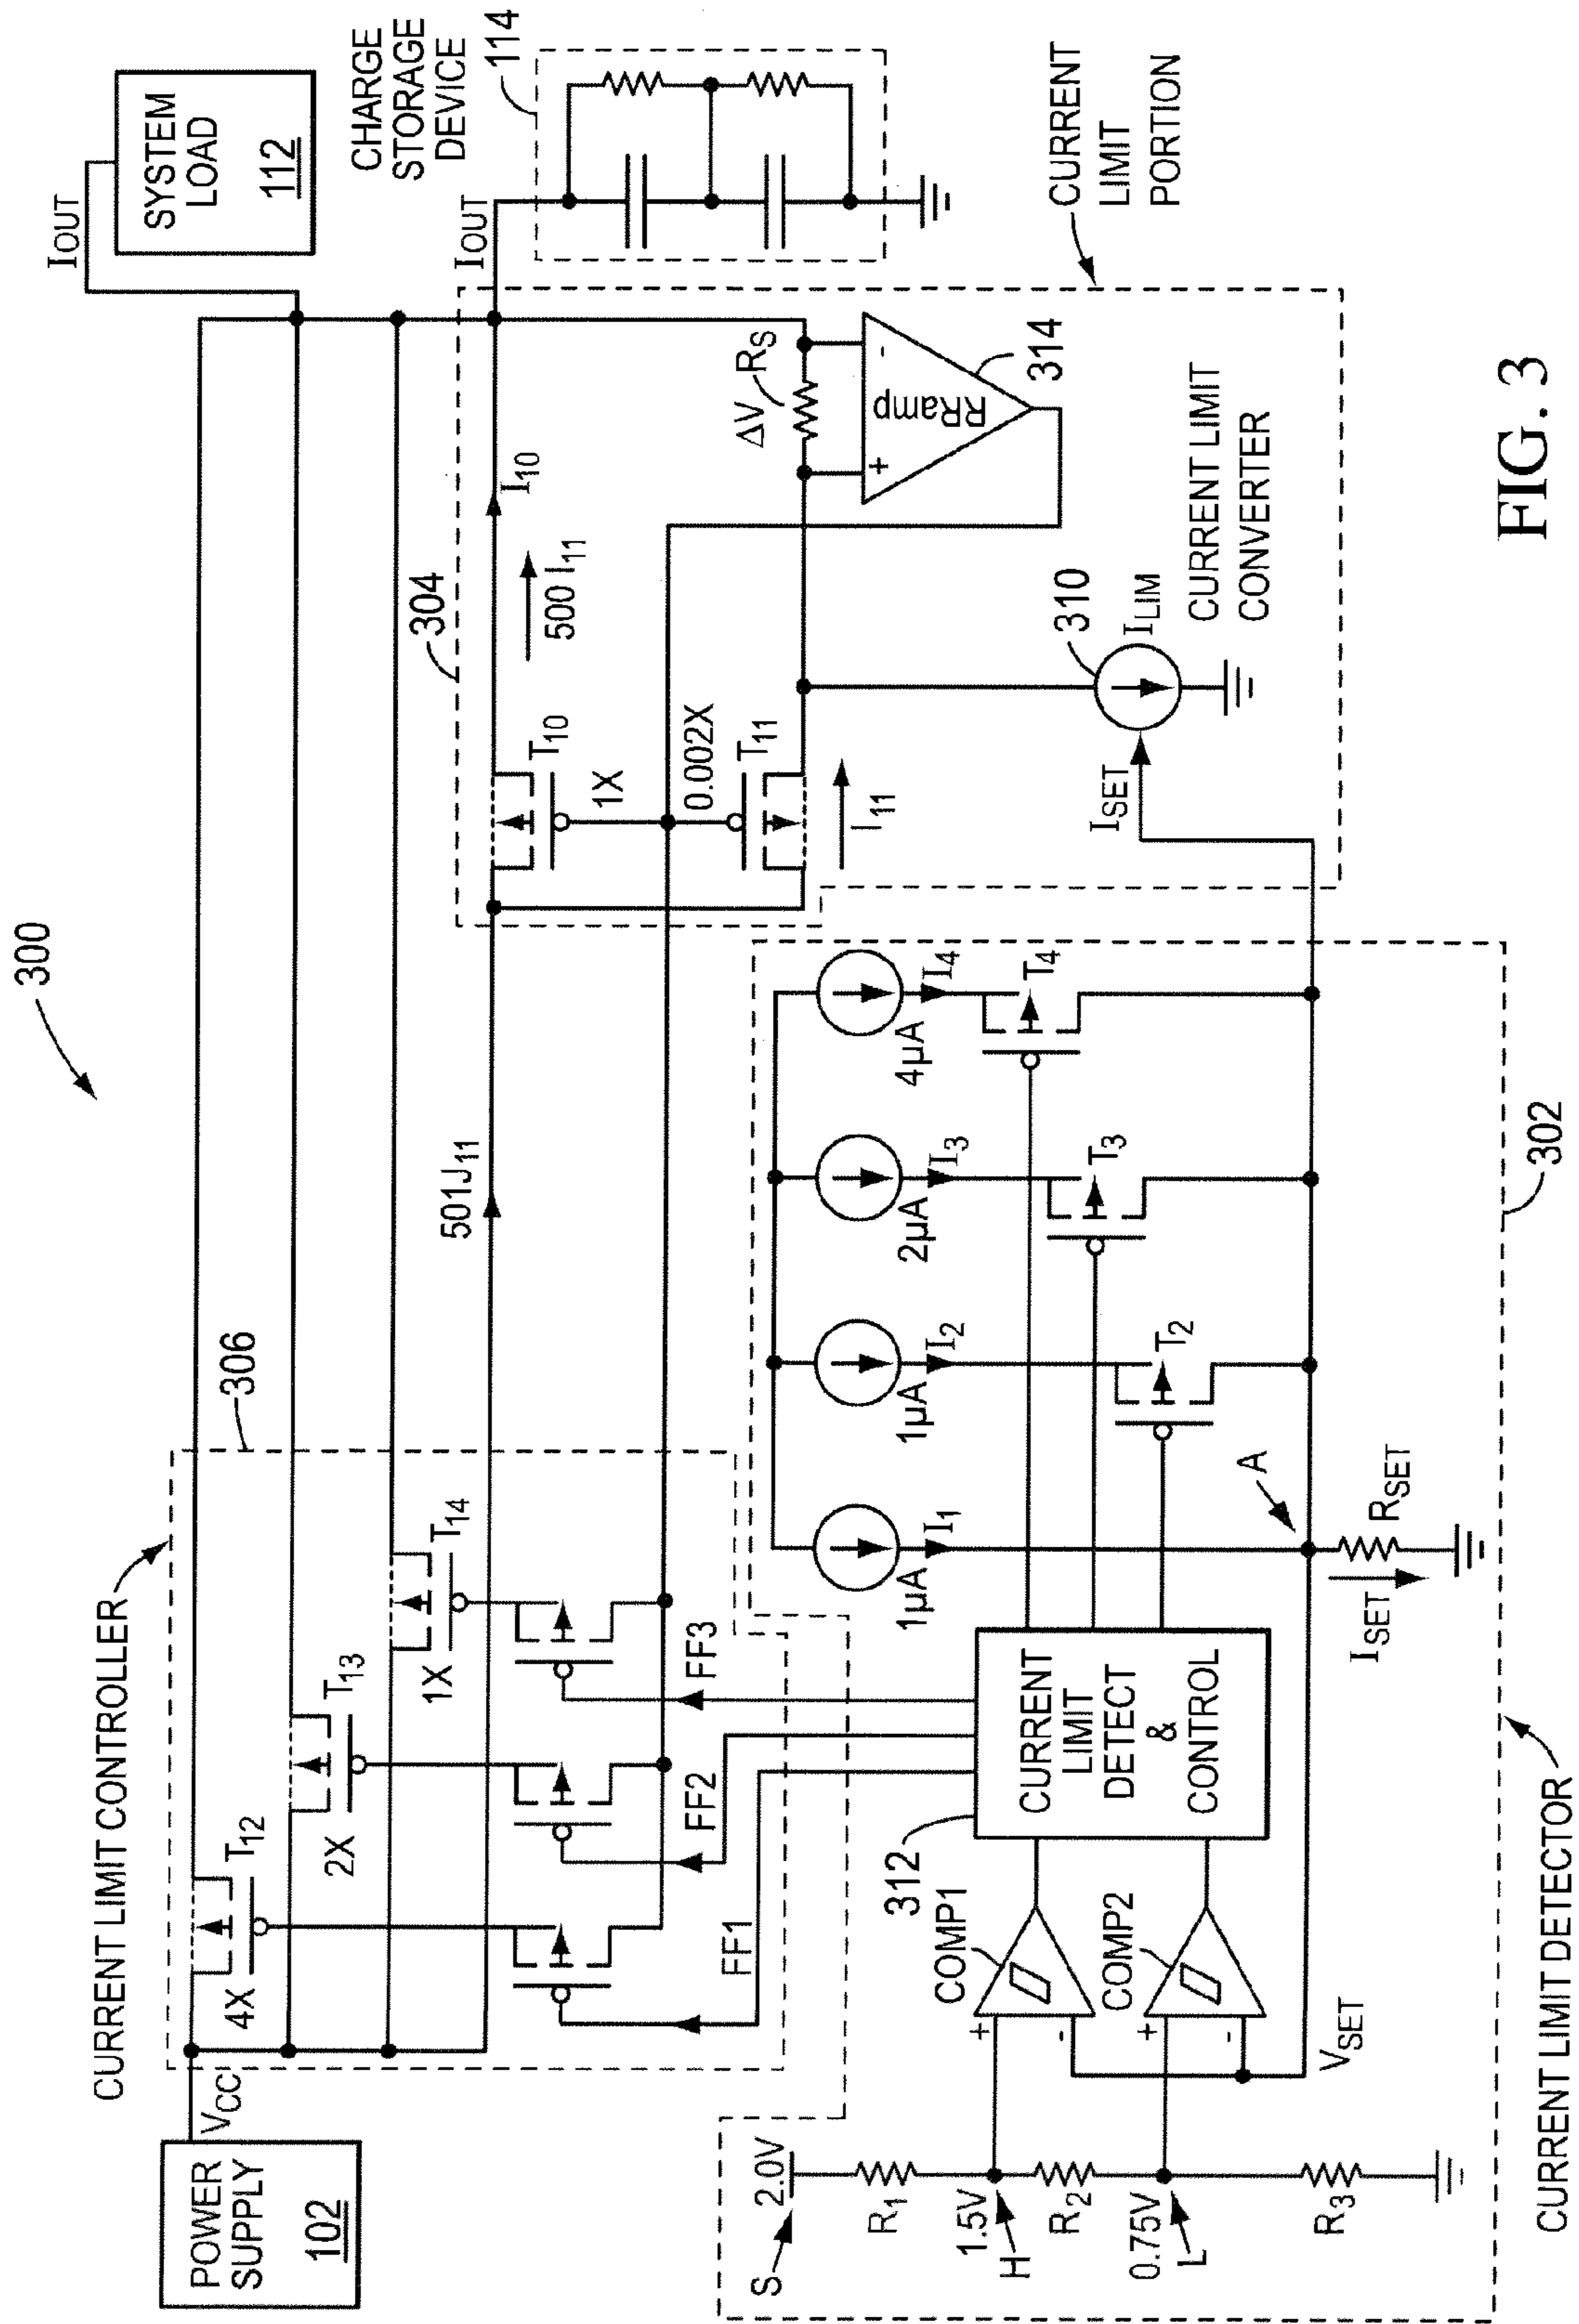 300
POWER
SUPPLY
102
VCC
CURRENT LIMIT CONTROLLER
306
4X
T12
2X
T13
1X
T14
FF1
FF2
FF3
501J11
304
IOUT
SYSTEM
LOAD
112
CHARGE
STORAGE
DEVICE
114
IOUT
I10
500 I11
T10
1X
0.002X
T11
I11
ΔV
RS
+
-
RRamp
314
310
ILIM
ISET
CURRENT LIMIT
CONVERTER
CURRENT
LIMIT
PORTION
S
2.0V
R1
1.5V
H
R2
0.75V
L
R3
COMP1
+
-
COMP2
+
-
VSET
312
CURRENT
LIMIT
DETECT
&
CONTROL
1µA
I1
1µA
I2
2µA
I3
4µA
I4
T2
T3
T4
A
ISET
RSET
302
CURRENT LIMIT DETECTOR
FIG. 3